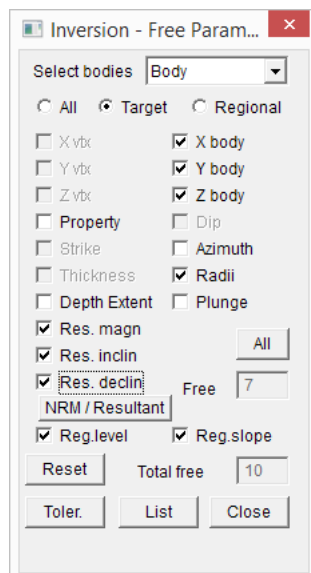 Inversion - Free Param...
Select bodies Body
All Target Regional
X vtx X body
Y vtx Y body
Z vtx Z body
Property Dip
Strike Azimuth
Thickness Radii
Depth Extent Plunge
Res. magn
All
Res. inclin
Res. declin
Free 7
NRM / Resultant
Reg.level Reg.slope
Reset Total free 10
Toler. List Close